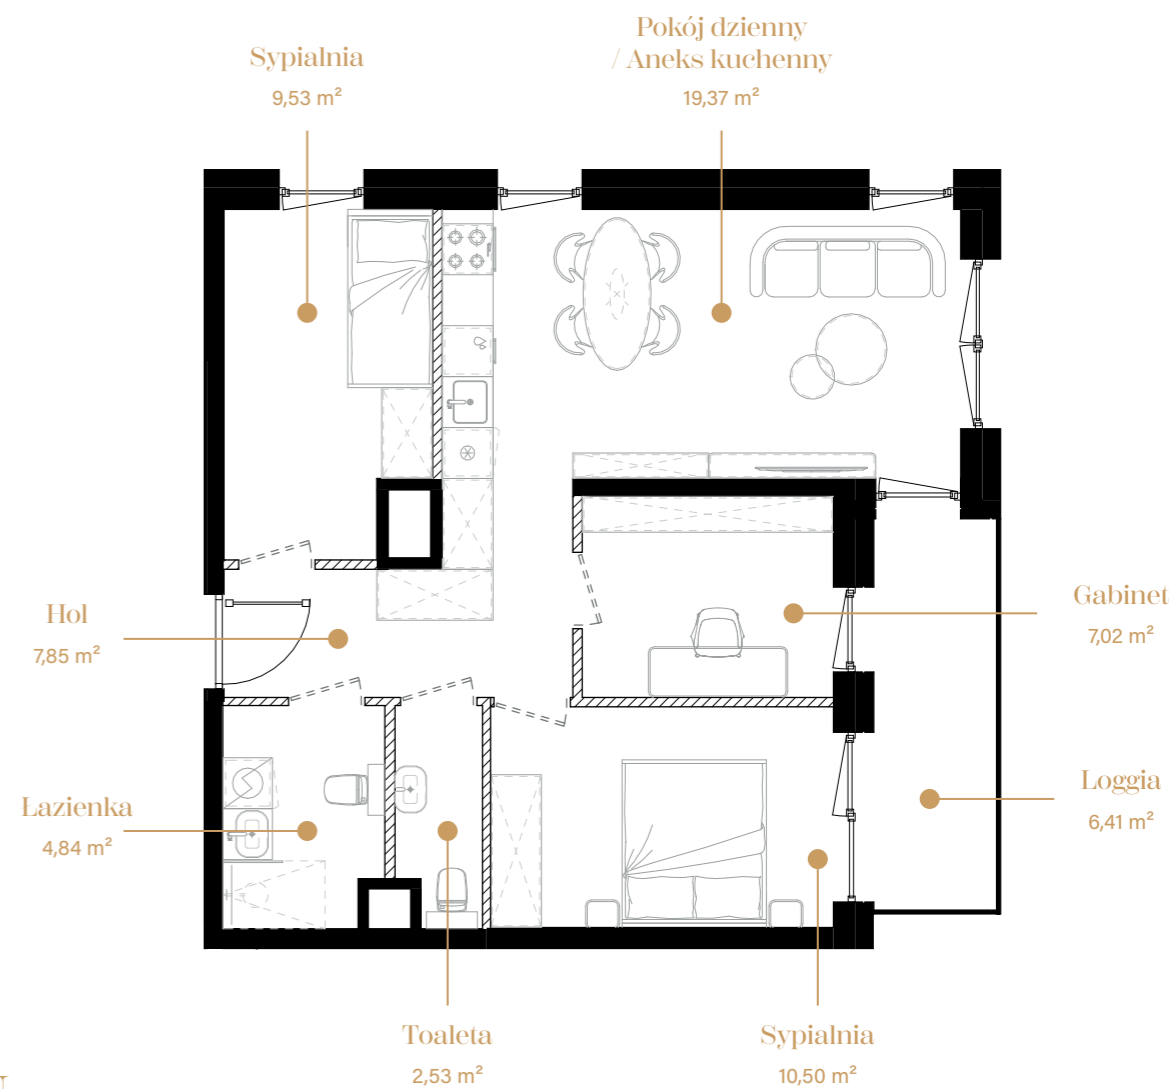 Pokój dzienny
/ Aneks kuchenny
19,37 m²
Sypialnia
9,53 m²
Hol
7,85 m²
Gabinet
7,02 m²
Loggia
6,41 m²
Łazienka
4,84 m²
Toaleta
2,53 m²
Sypialnia
10,50 m²